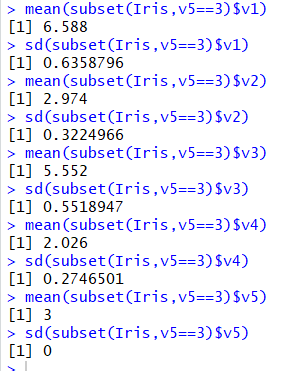 > mean(subset(Iris,v5==3)$v1)
[1] 6.588
> sd(subset(Iris,v5==3)$v1)
[1] 0.6358796
> mean(subset(Iris,v5==3)$v2)
[1] 2.974
> sd(subset(Iris,v5==3)$v2)
[1] 0.3224966
> mean(subset(Iris,v5==3)$v3)
[1] 5.552
> sd(subset(Iris,v5==3)$v3)
[1] 0.5518947
> mean(subset(Iris,v5==3)$v4)
[1] 2.026
> sd(subset(Iris,v5==3)$v4)
[1] 0.2746501
> mean(subset(Iris,v5==3)$v5)
[1] 3
> sd(subset(Iris,v5==3)$v5)
[1] 0
>